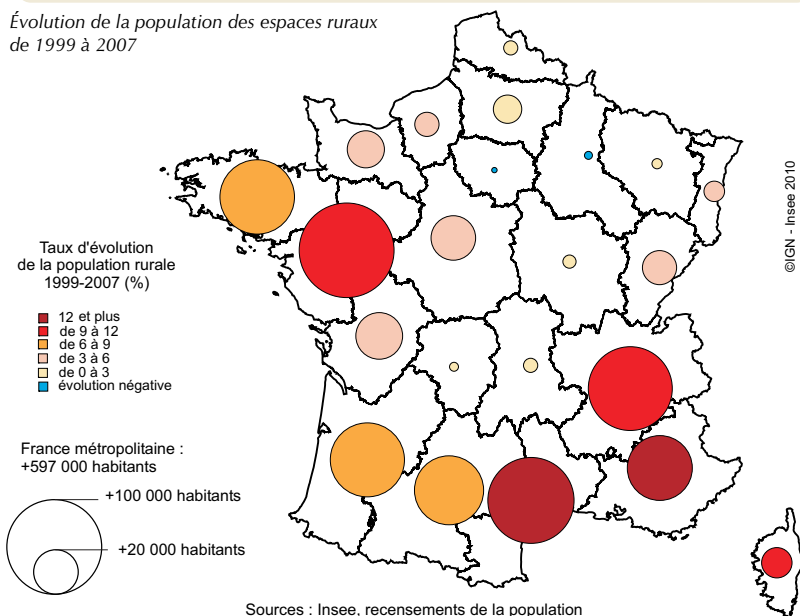 Évolution de la population des espaces ruraux
de 1999 à 2007
©IGN - Insee 2010
Taux d'évolution
de la population rurale
1999-2007 (%)
12 et plus
de 9 à 12
de 6 à 9
de 3 à 6
de 0 à 3
évolution négative
France métropolitaine :
+597 000 habitants
+100 000 habitants
+20 000 habitants
Sources : Insee, recensements de la population